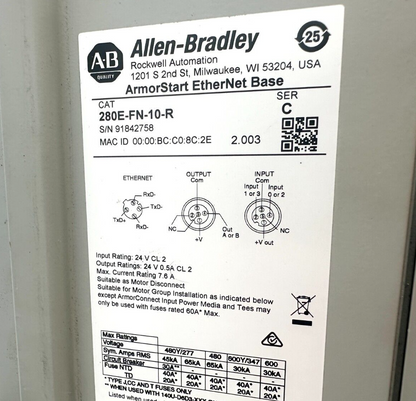 A-B
QUALITY
Allen-Bradley
Rockwell Automation
1201 S 2nd St, Milwaukee, WI 53204, USA
25
ArmorStart EtherNet Base
CAT
SER
280E-FN-10-R
C
S/N 91842758
MAC ID 00:00:BC:C0:8C:2E
2.003
ETHERNET
OUTPUT
INPUT
Com
Com
Input
1 or 3
Input
0 or 2
RxD-
TxD-
TxD+
RxD-
NC
Out
A or B
+V
NC
+V out
Input Rating: 24 V CL 2
Output Ratings: 24 V 0.5A CL 2
Max. Current Rating 7.6 A
Suitable as Motor Disconnect
Suitable for Motor Group Installation as indicated below
except ArmorConnect Input Power Media and Tees may
only be used with fuses rated 60A* Max.
Max Ratings
Voltage 480Y/277 480 600Y/347 600
Sym. Amps RMS 45kA 65kA 65kA 30kA 30kA
Circuit Breaker
Fuse NTD 30A** 40A* 40A* 40A* 40A*
TD 20A* 20A* 20A* 20A*
* TYPE J,CC AND T FUSES ONLY
** WHEN USED WITH 140U-D6D3-XXX